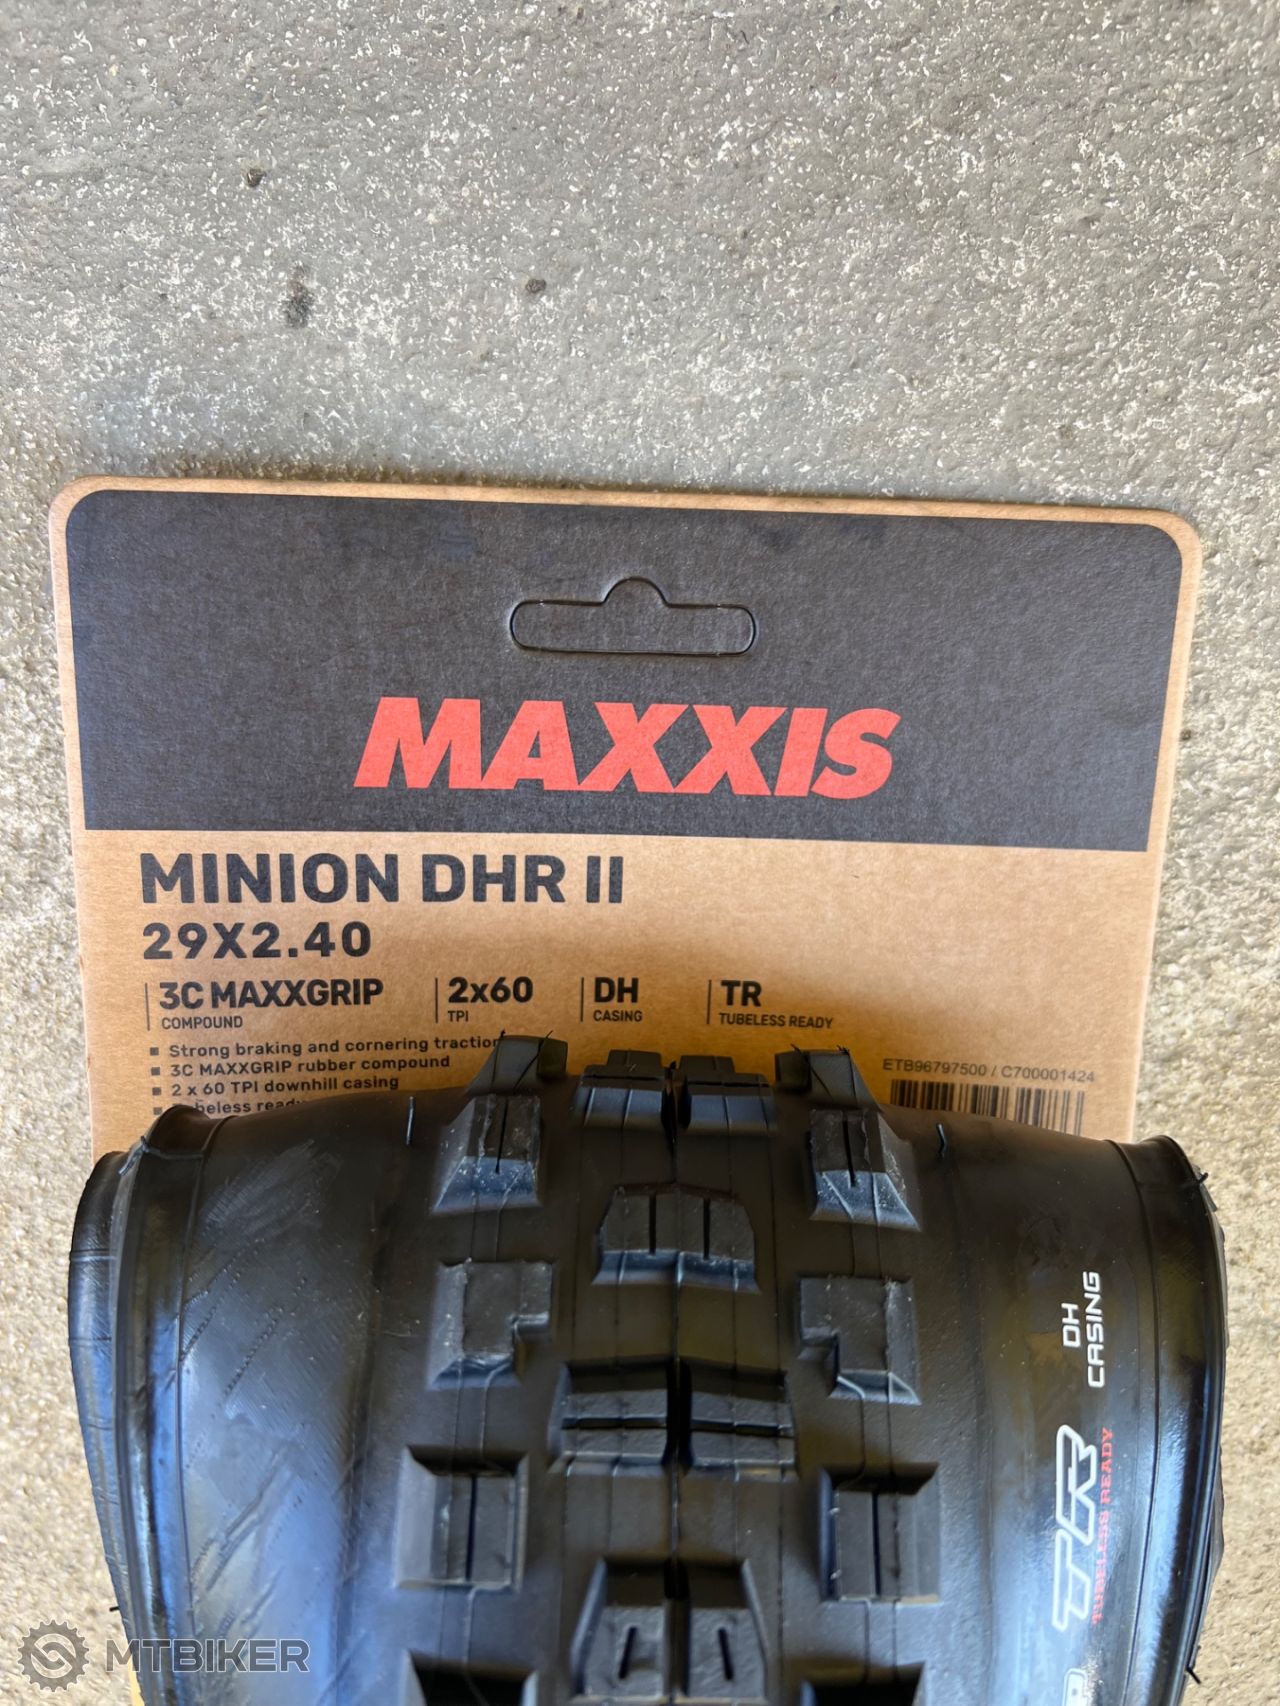 MAXXIS
MINION DHR II
29X2.40
3C MAXXGRIP 2x60 DH TR
COMPOUND TPI CASING TUBELESS READY
▪ Strong braking and cornering traction
▪ 3C MAXXGRIP rubber compound
▪ 2 x 60 TPI downhill casing
ETB96797500 / C700001424
DH
CASING
TR
TUBELESS READY
MTBIKER